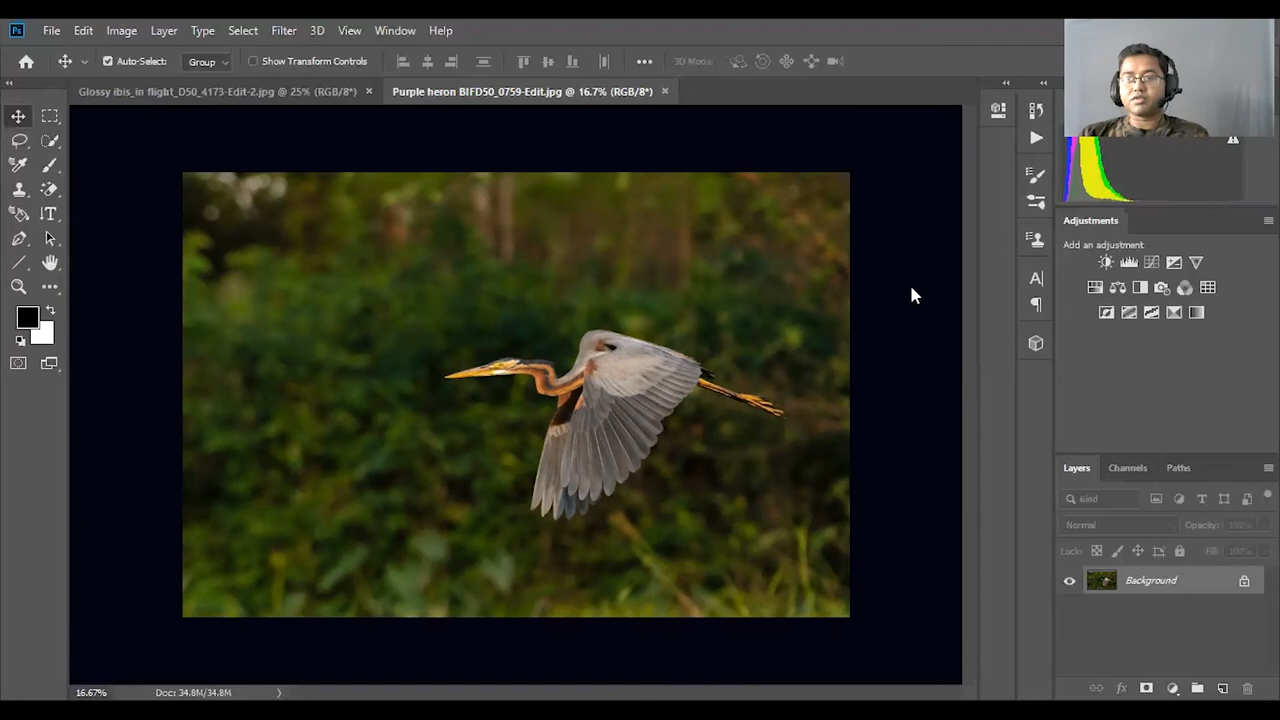 Ps File Edit Image Layer Type Select Filter 3D View Window Help
Auto-Select: Group Show Transform Controls 3D Mode
Glossy ibis_in flight_D50_4173-Edit-2.jpg @ 25% (RGB/8*) Purple heron BIFD50_0759-Edit.jpg @ 16.7% (RGB/8*)
Adjustments
Add an adjustment
Layers Channels Paths
Kind
Normal Opacity: 100%
Lock: Fill: 100%
Background
16.67% Doc: 34.8M/34.8M